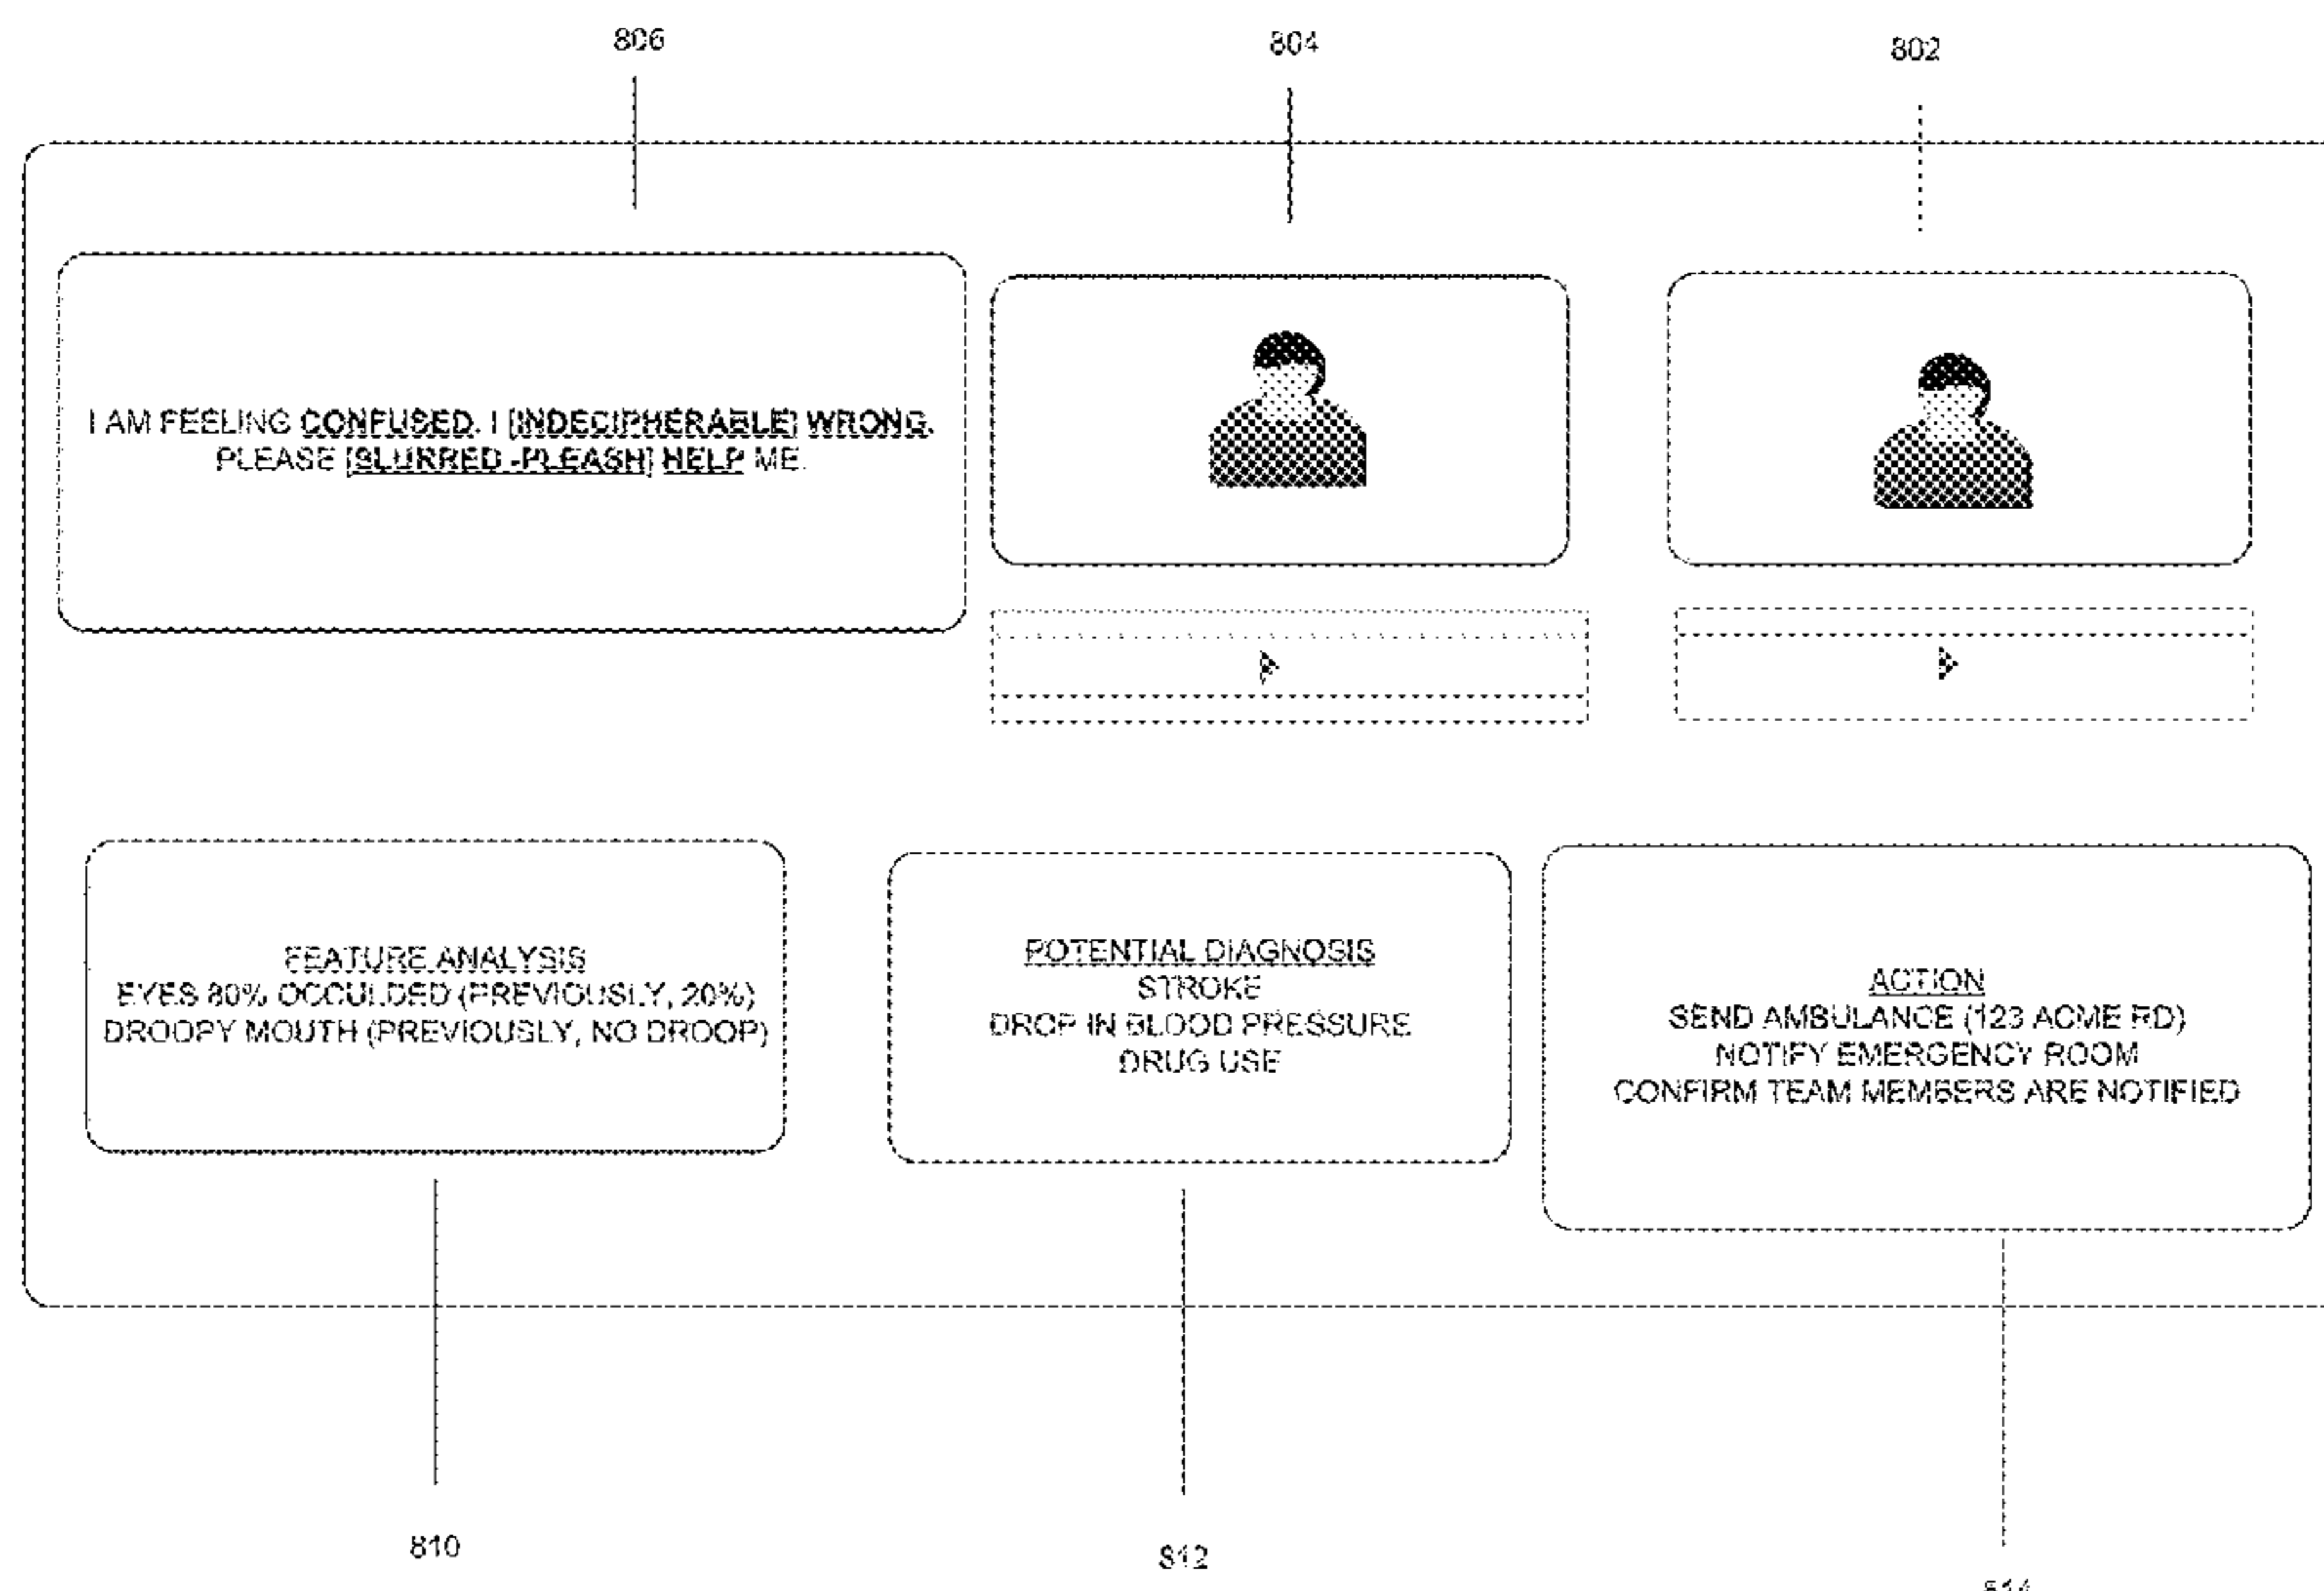 806
804
802
I AM FEELING CONFUSED. I [INDECIPHERABLE] WRONG.
PLEASE [SLURRED -PLEASH] HELP ME.
FEATURE ANALYSIS
EYES 80% OCCULDED (PREVIOUSLY, 20%)
DROOPY MOUTH (PREVIOUSLY, NO DROOP)
POTENTIAL DIAGNOSIS
STROKE
DROP IN BLOOD PRESSURE
DRUG USE
ACTION
SEND AMBULANCE (123 ACME RD)
NOTIFY EMERGENCY ROOM
CONFIRM TEAM MEMBERS ARE NOTIFIED
810
812
814